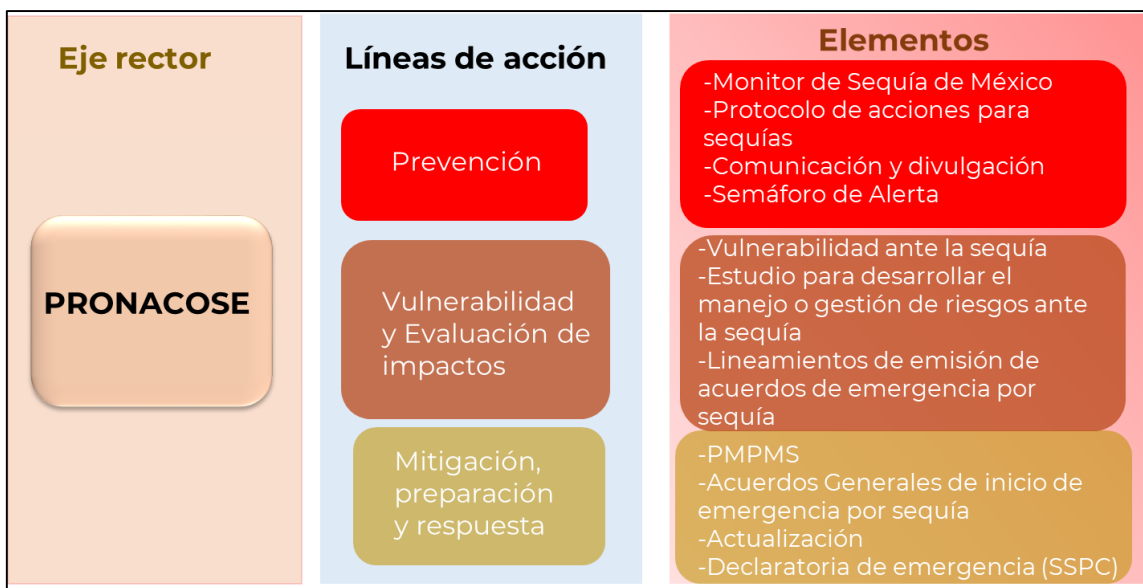 Eje rector
PRONACOSE
Líneas de acción
Prevención
Vulnerabilidad
y Evaluación de
impactos
Mitigación,
preparación
y respuesta
Elementos
-Monitor de Sequía de México
-Protocolo de acciones para
sequías
-Comunicación y divulgación
-Semáforo de Alerta
-Vulnerabilidad ante la sequía
-Estudio para desarrollar el
manejo o gestión de riesgos ante
la sequía
-Lineamientos de emisión de
acuerdos de emergencia por
sequía
-PMPMS
-Acuerdos Generales de inicio de
emergencia por sequía
-Actualización
-Declaratoria de emergencia (SSPC)